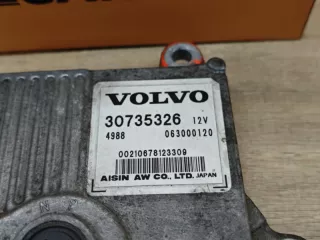 VOLVO
30735326 12V
4988 063000120
00210678123309
AISIN AW CO., LTD. JAPAN